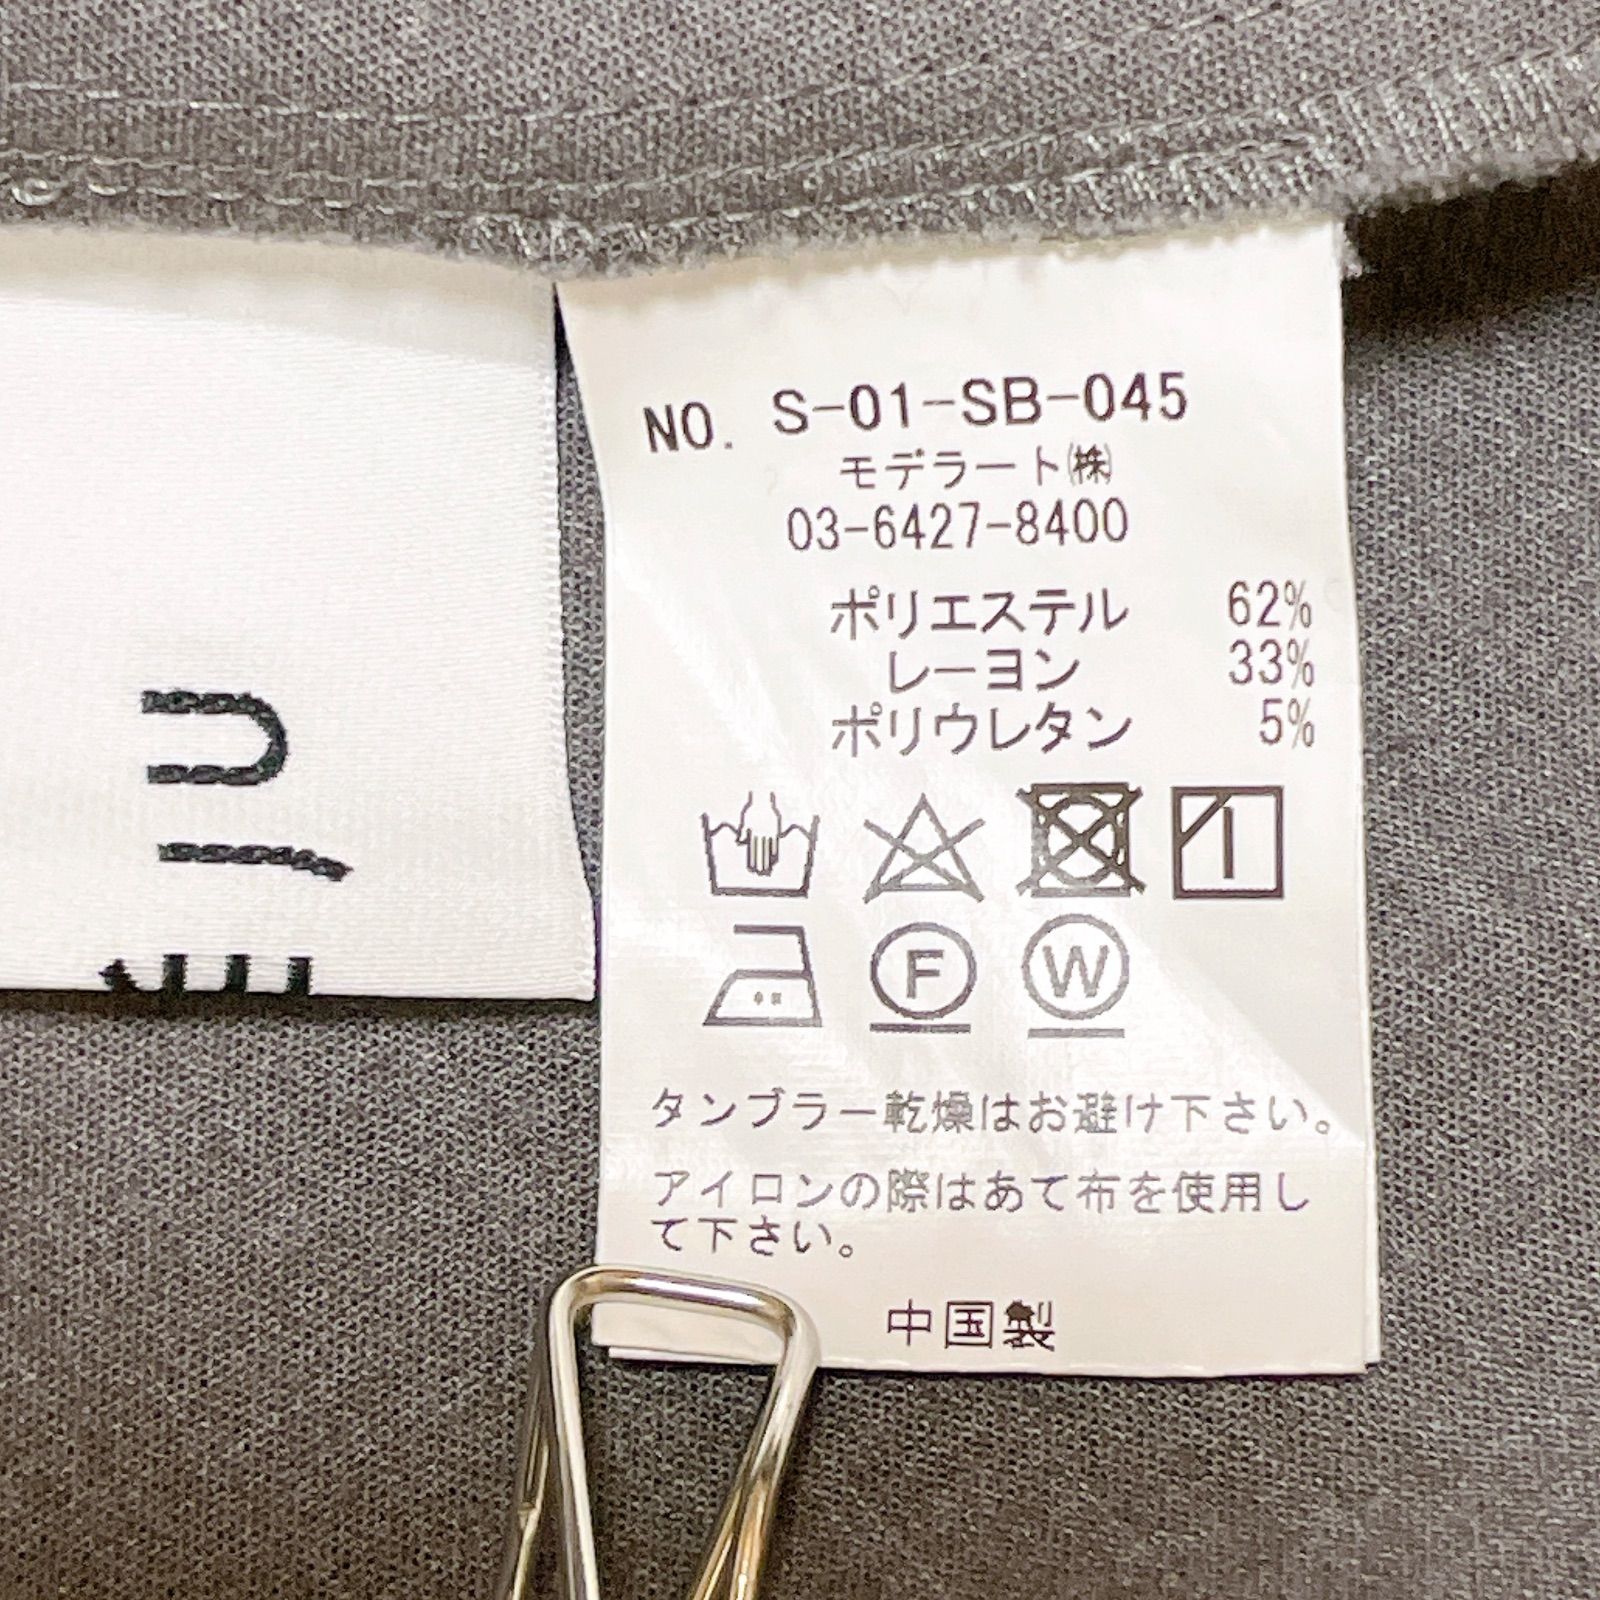 NO. S-01-SB-045
モデラート㈱
03-6427-8400
ポリエステル 62%
レーヨン 33%
ポリウレタン 5%
F W
タンブラー乾燥はお避け下さい。
アイロンの際はあて布を使用し
て下さい。
中国製